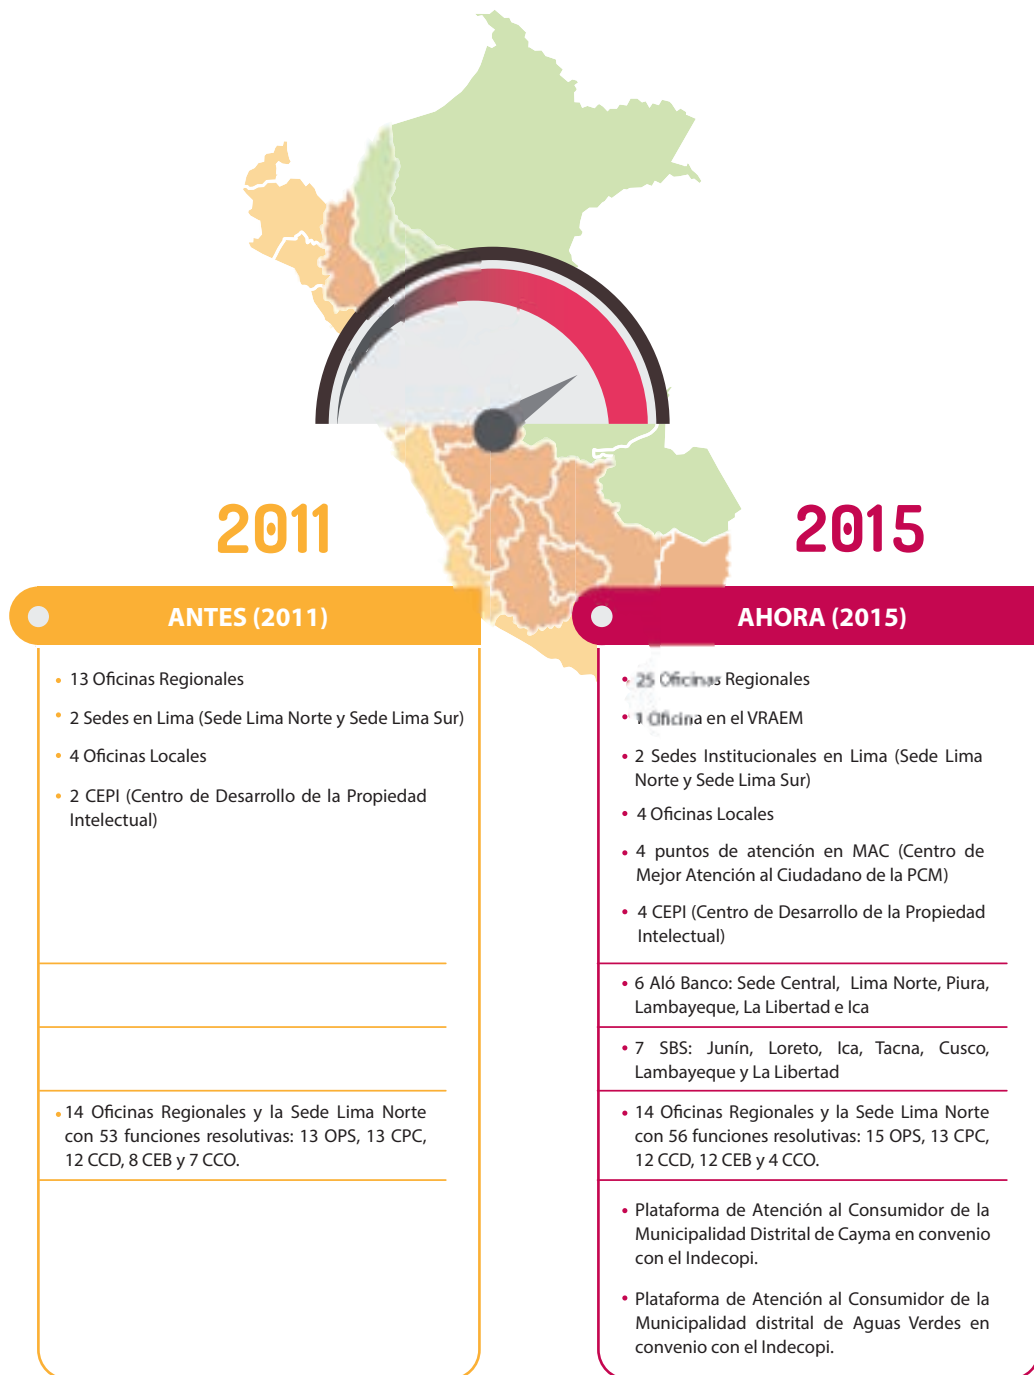 2011
2015
ANTES (2011)
• 13 Oficinas Regionales
• 2 Sedes en Lima (Sede Lima Norte y Sede Lima Sur)
• 4 Oficinas Locales
• 2 CEPI (Centro de Desarrollo de la Propiedad
Intelectual)
• 14 Oficinas Regionales y la Sede Lima Norte
con 53 funciones resolutivas: 13 OPS, 13 CPC,
12 CCD, 8 CEB y 7 CCO.
AHORA (2015)
• 25 Oficinas Regionales
• 1 Oficina en el VRAEM
• 2 Sedes Institucionales en Lima (Sede Lima
Norte y Sede Lima Sur)
• 4 Oficinas Locales
• 4 puntos de atención en MAC (Centro de
Mejor Atención al Ciudadano de la PCM)
• 4 CEPI (Centro de Desarrollo de la Propiedad
Intelectual)
• 6 Aló Banco: Sede Central, Lima Norte, Piura,
Lambayeque, La Libertad e Ica
• 7 SBS: Junín, Loreto, Ica, Tacna, Cusco,
Lambayeque y La Libertad
• 14 Oficinas Regionales y la Sede Lima Norte
con 56 funciones resolutivas: 15 OPS, 13 CPC,
12 CCD, 12 CEB y 4 CCO.
• Plataforma de Atención al Consumidor de la
Municipalidad Distrital de Cayma en convenio
con el Indecopi.
• Plataforma de Atención al Consumidor de la
Municipalidad distrital de Aguas Verdes en
convenio con el Indecopi.